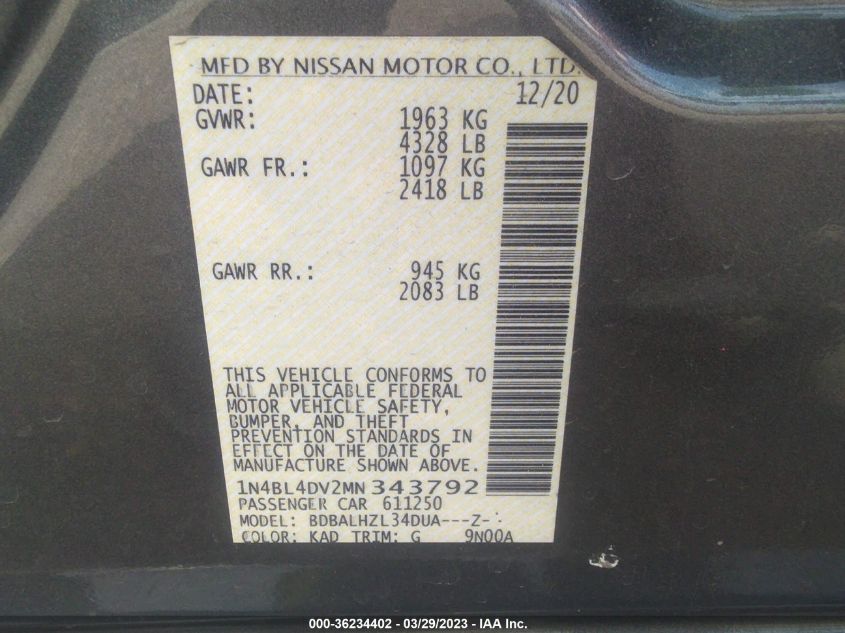 MFD BY NISSAN MOTOR CO., LTD.
DATE: 12/20
GVWR: 1963 KG
4328 LB
GAWR FR.: 1097 KG
2418 LB
GAWR RR.: 945 KG
2083 LB
THIS VEHICLE CONFORMS TO
ALL APPLICABLE FEDERAL
MOTOR VEHICLE SAFETY,
BUMPER, AND THEFT
PREVENTION STANDARDS IN
EFFECT ON THE DATE OF
MANUFACTURE SHOWN ABOVE.
1N4BL4DV2MN343792
PASSENGER CAR 611250
MODEL: BDBALHZL34DUA---Z-
COLOR: KAD TRIM: G 9N00A
000-36234402 - 03/29/2023 - IAA Inc.